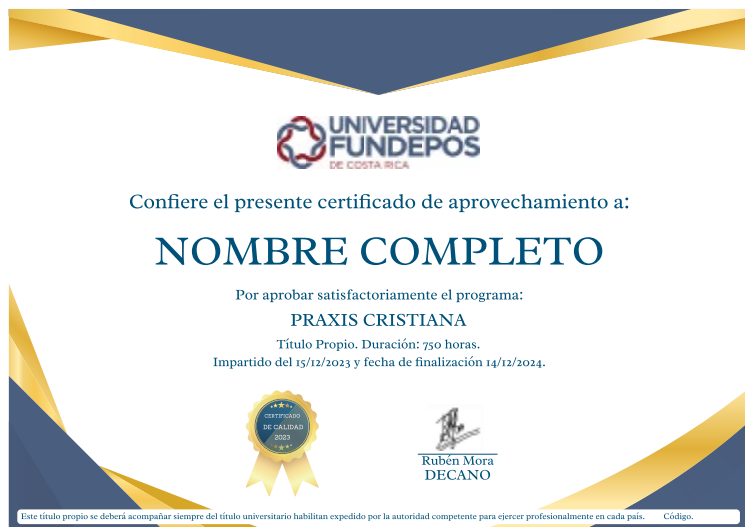 UNIVERSIDAD
FUNDEPOS
DE COSTA RICA
Confiere el presente certificado de aprovechamiento a:
NOMBRE COMPLETO
Por aprobar satisfactoriamente el programa:
PRAXIS CRISTIANA
Título Propio. Duración: 750 horas.
Impartido del 15/12/2023 y fecha de finalización 14/12/2024.
CERTIFICADO
DE CALIDAD
2023
Rubén Mora
DECANO
Este título propio se deberá acompañar siempre del título universitario habilitan expedido por la autoridad competente para ejercer profesionalmente en cada país. Código.